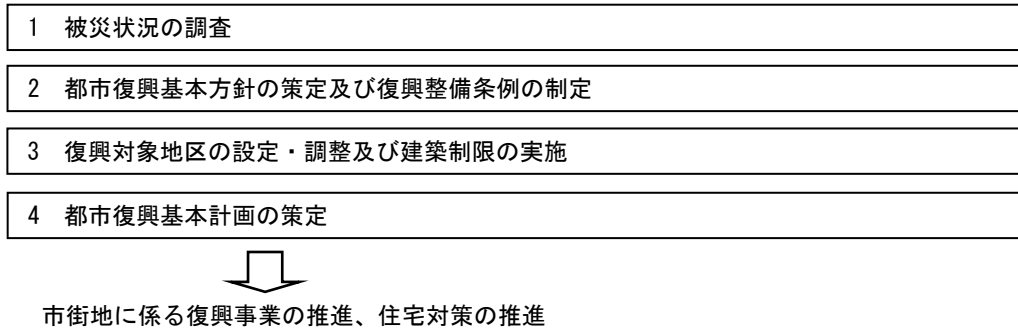 1 被災状況の調査
2 都市復興基本方針の策定及び復興整備条例の制定
3 復興対象地区の設定・調整及び建築制限の実施
4 都市復興基本計画の策定
市街地に係る復興事業の推進、住宅対策の推進